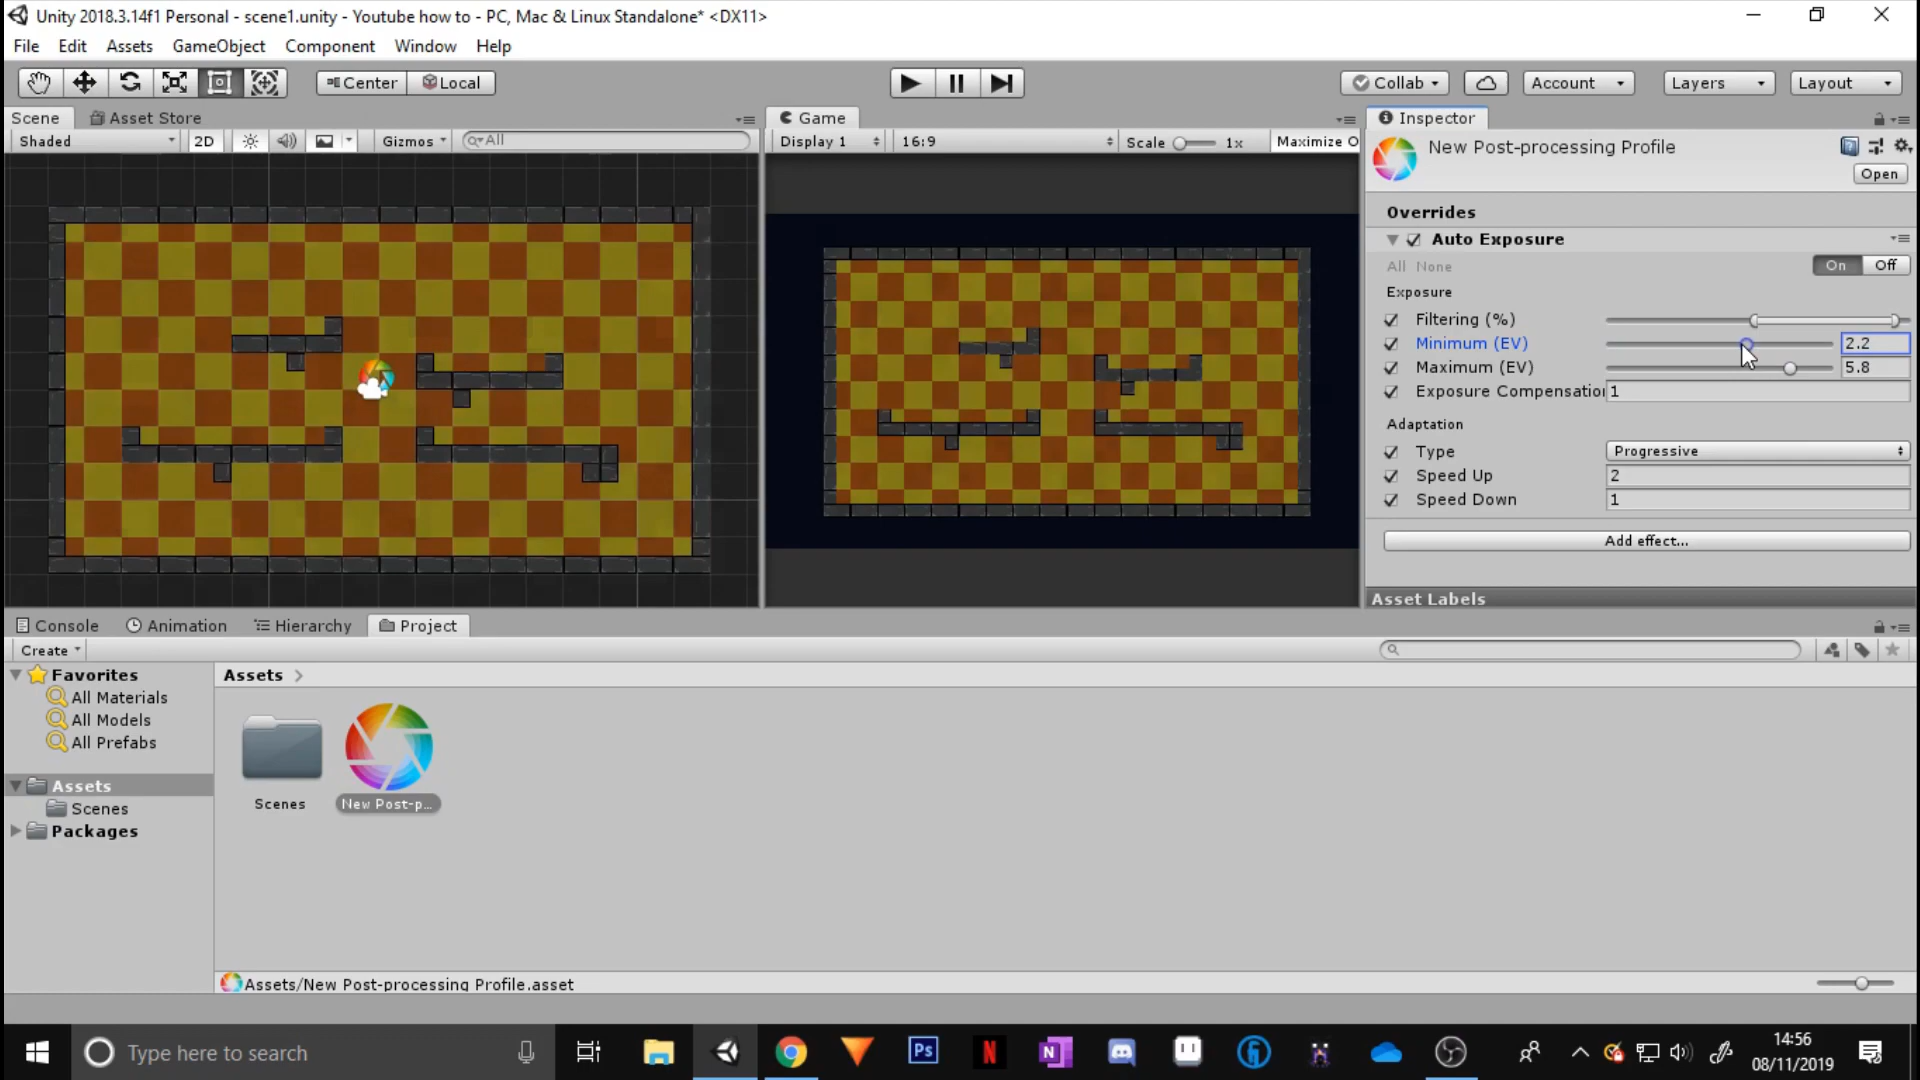 Unity 2018.3.14f1 Personal - scene1.unity - Youtube how to - PC, Mac & Linux Standalone* <DX11>
File Edit Assets GameObject Component Window Help
Center Local Collab Account Layers Layout
Scene Asset Store Game Inspector
Shaded 2D Gizmos All Display 1 16:9 Scale 1x Maximize O
New Post-processing Profile
Open
Overrides
Auto Exposure
All None On Off
Exposure
Filtering (%)
Minimum (EV) 2.2
Maximum (EV) 5.8
Exposure Compensatio 1
Adaptation
Type Progressive
Speed Up 2
Speed Down 1
Add effect...
Asset Labels
Console Animation Hierarchy Project
Create
Favorites
All Materials
All Models
All Prefabs
Assets
Scenes
Packages
Assets
Scenes New Post-p...
Assets/New Post-processing Profile.asset
Type here to search
Ps
N
N
14:56
08/11/2019